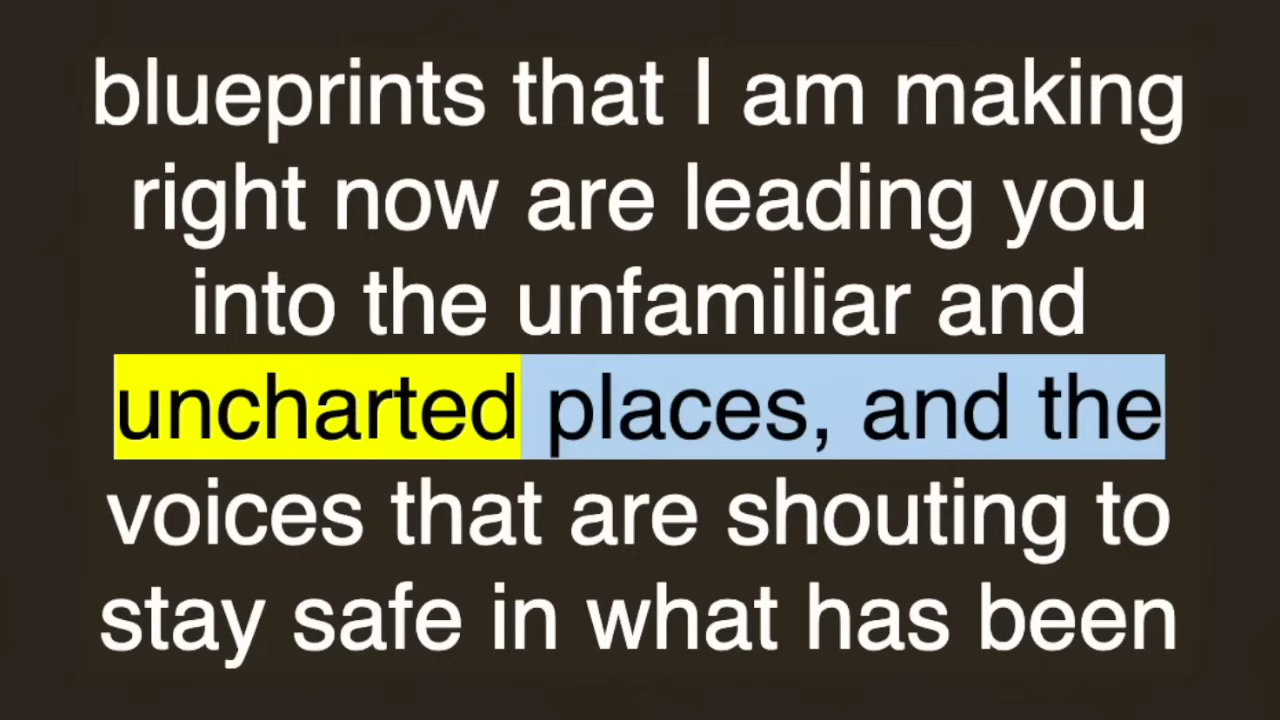 blueprints that I am making
right now are leading you
into the unfamiliar and
uncharted places, and the
voices that are shouting to
stay safe in what has been